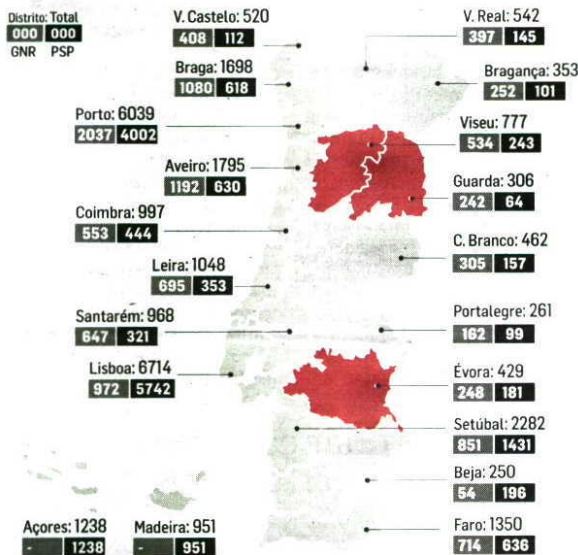 Distrito: Total
000 000
GNR PSP
V. Castelo: 520
408 112
Braga: 1698
1080 618
Porto: 6039
2037 4002
Aveiro: 1795
1192 630
Coimbra: 997
553 444
Leira: 1048
695 353
Santarém: 968
647 321
Lisboa: 6714
972 5742
Açores: 1238
- 1238
Madeira: 951
- 951
V. Real: 542
397 145
Bragança: 353
252 101
Viseu: 777
534 243
Guarda: 306
242 64
C. Branco: 462
305 157
Portalegre: 261
162 99
Évora: 429
248 181
Setúbal: 2282
851 1431
Beja: 250
54 196
Faro: 1350
714 636